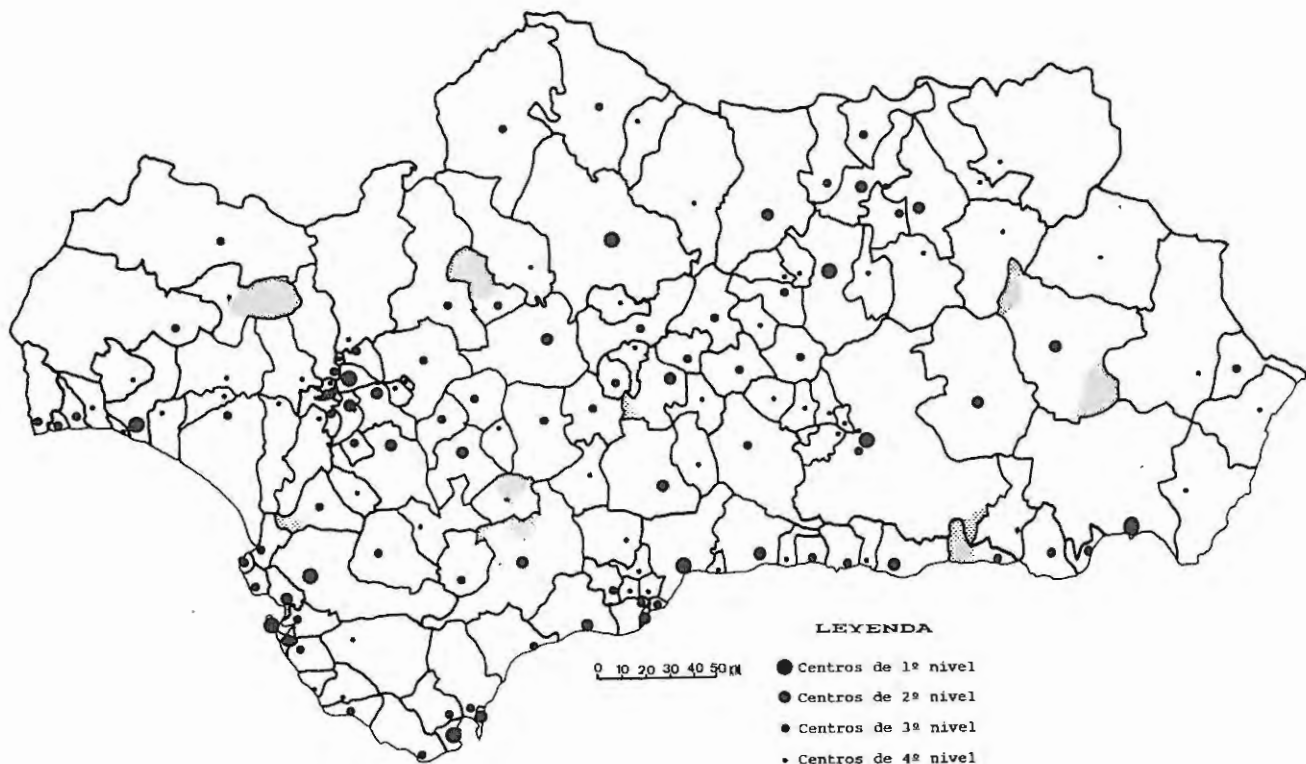 LEYENDA
0 10 20 30 40 50 KM
Centros de 1º nivel
Centros de 2º nivel
Centros de 3º nivel
Centros de 4º nivel